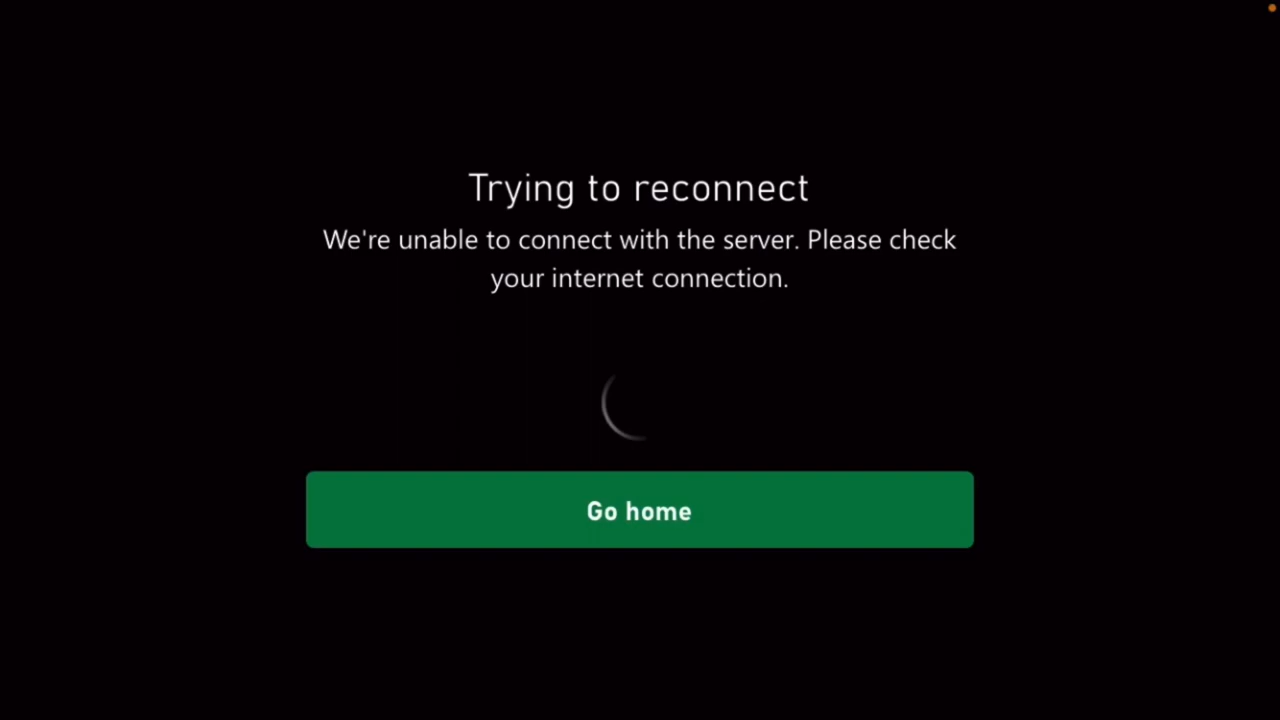 Trying to reconnect
We're unable to connect with the server. Please check
your internet connection.
Go home